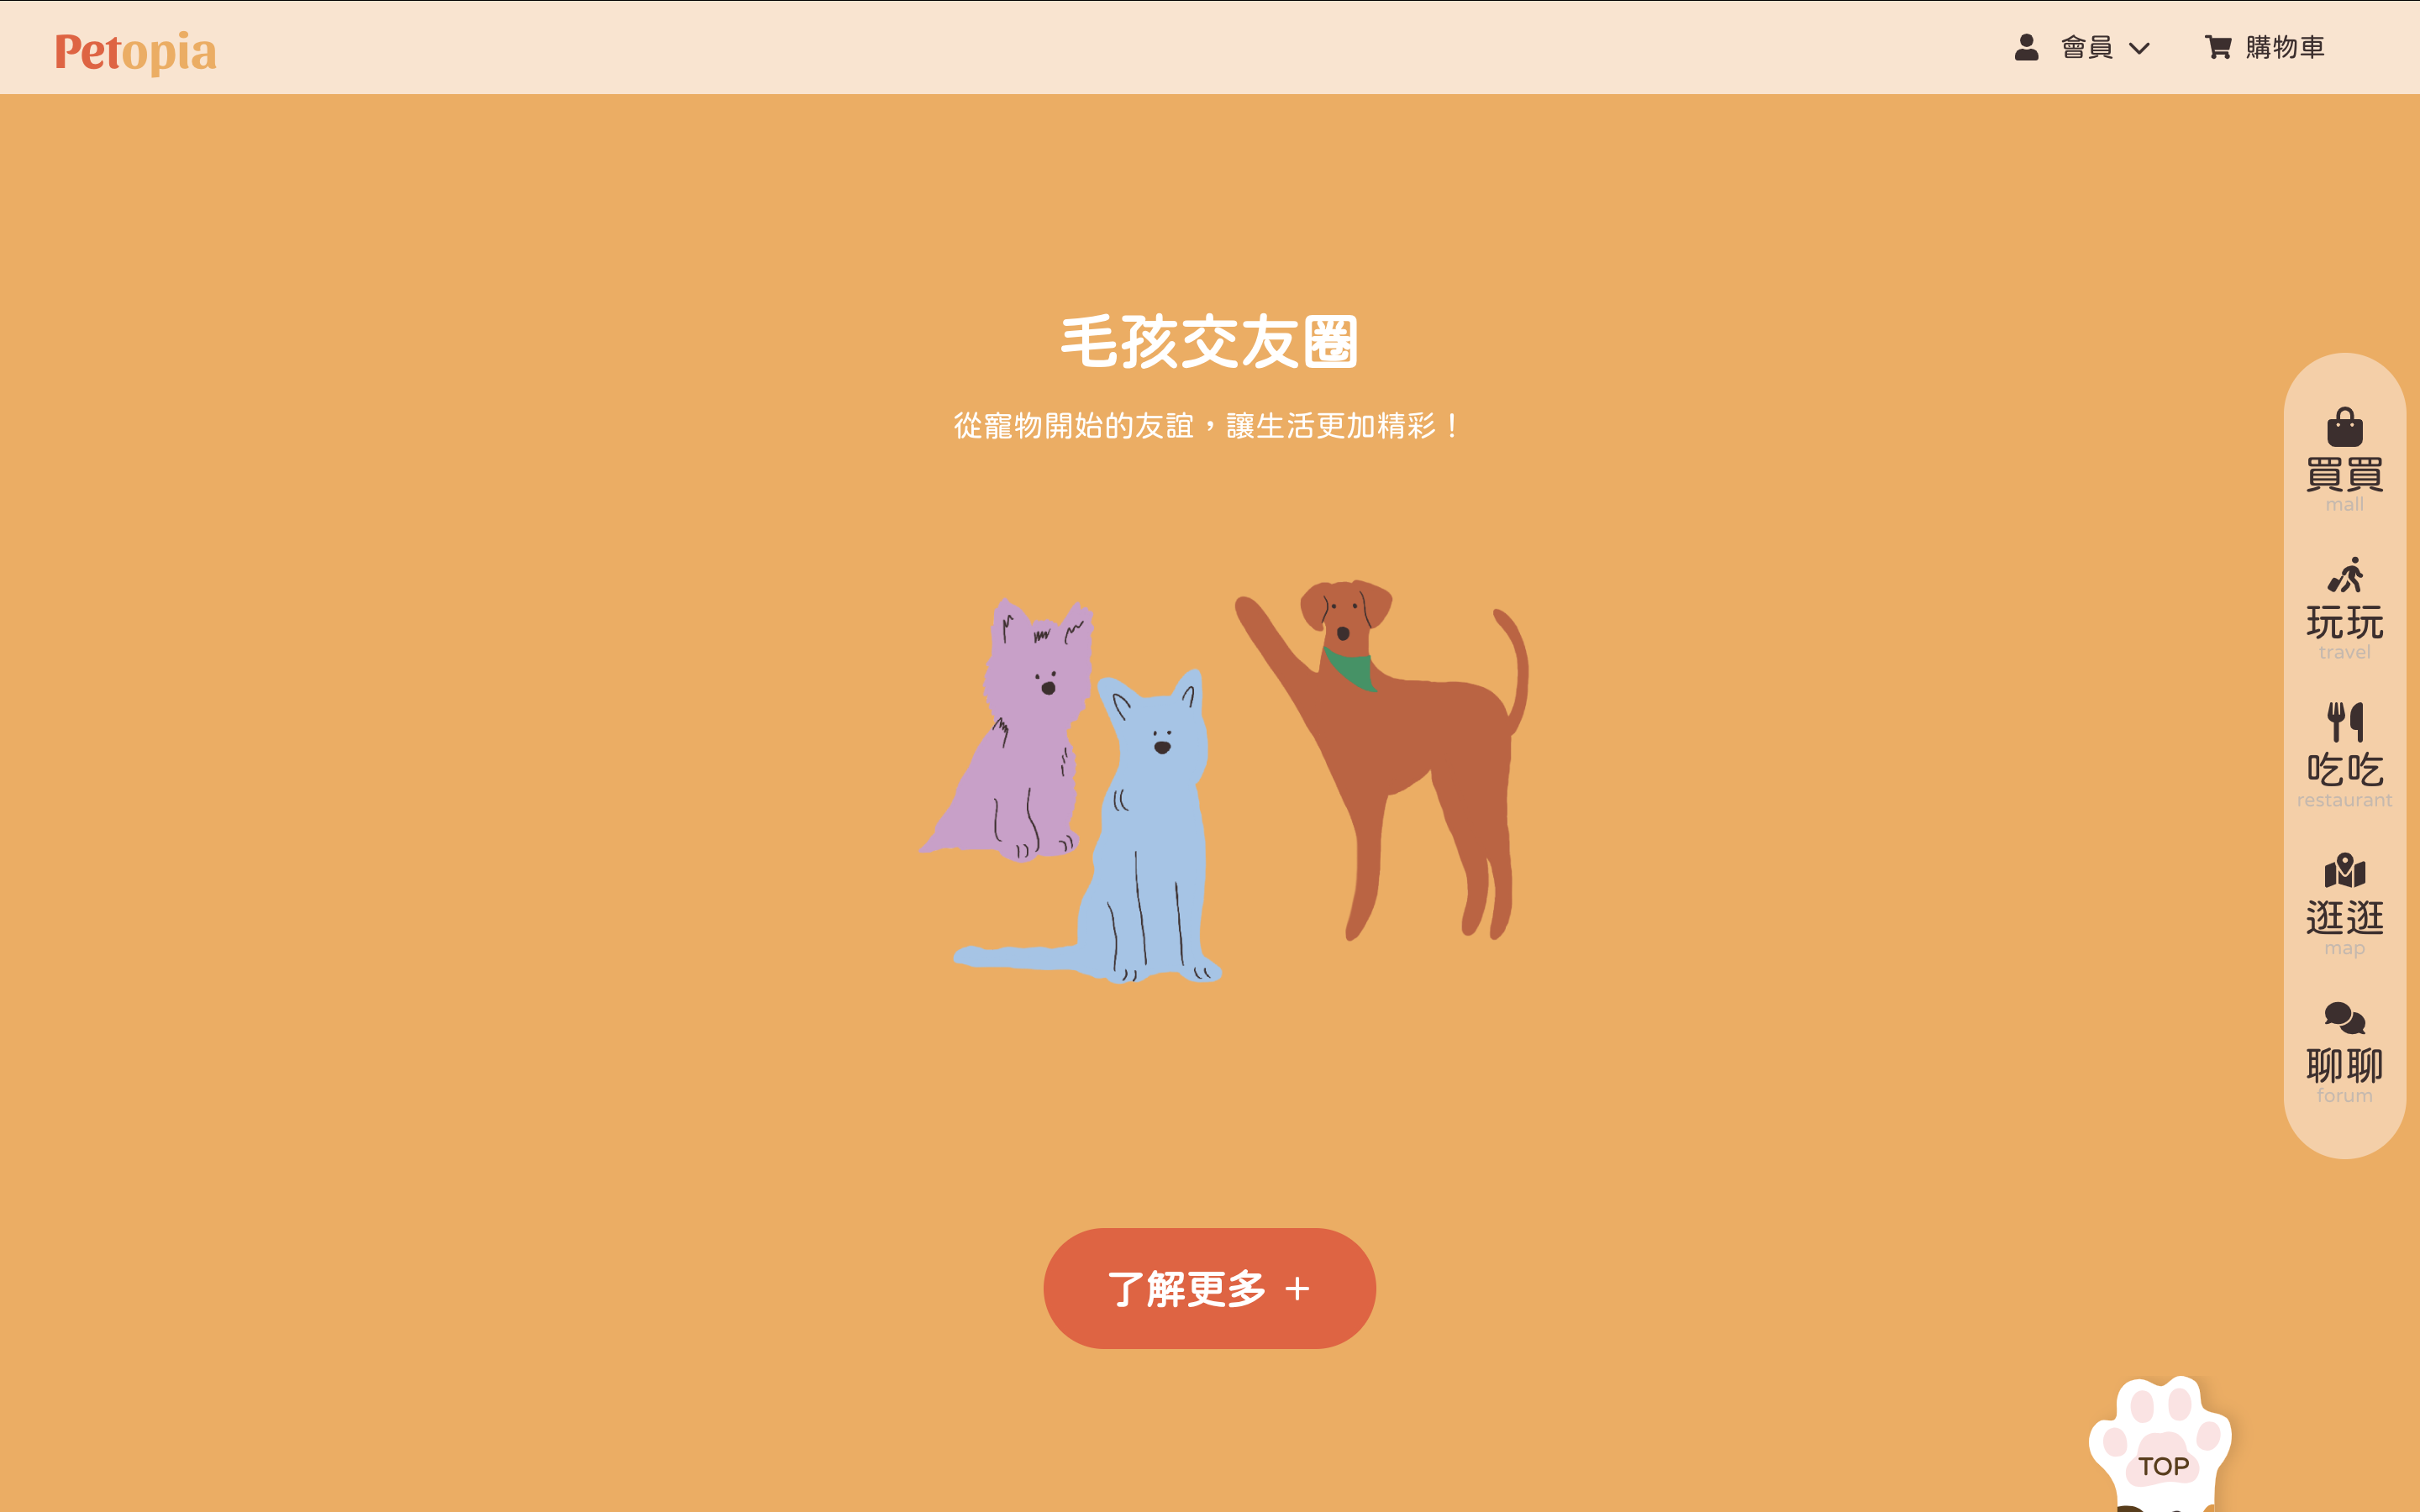 Petopia
會員
購物車
毛孩交友圈
從寵物開始的友誼，讓生活更加精彩！
買買
mall
玩玩
travel
吃吃
restaurant
逛逛
map
聊聊
forum
了解更多 +
TOP